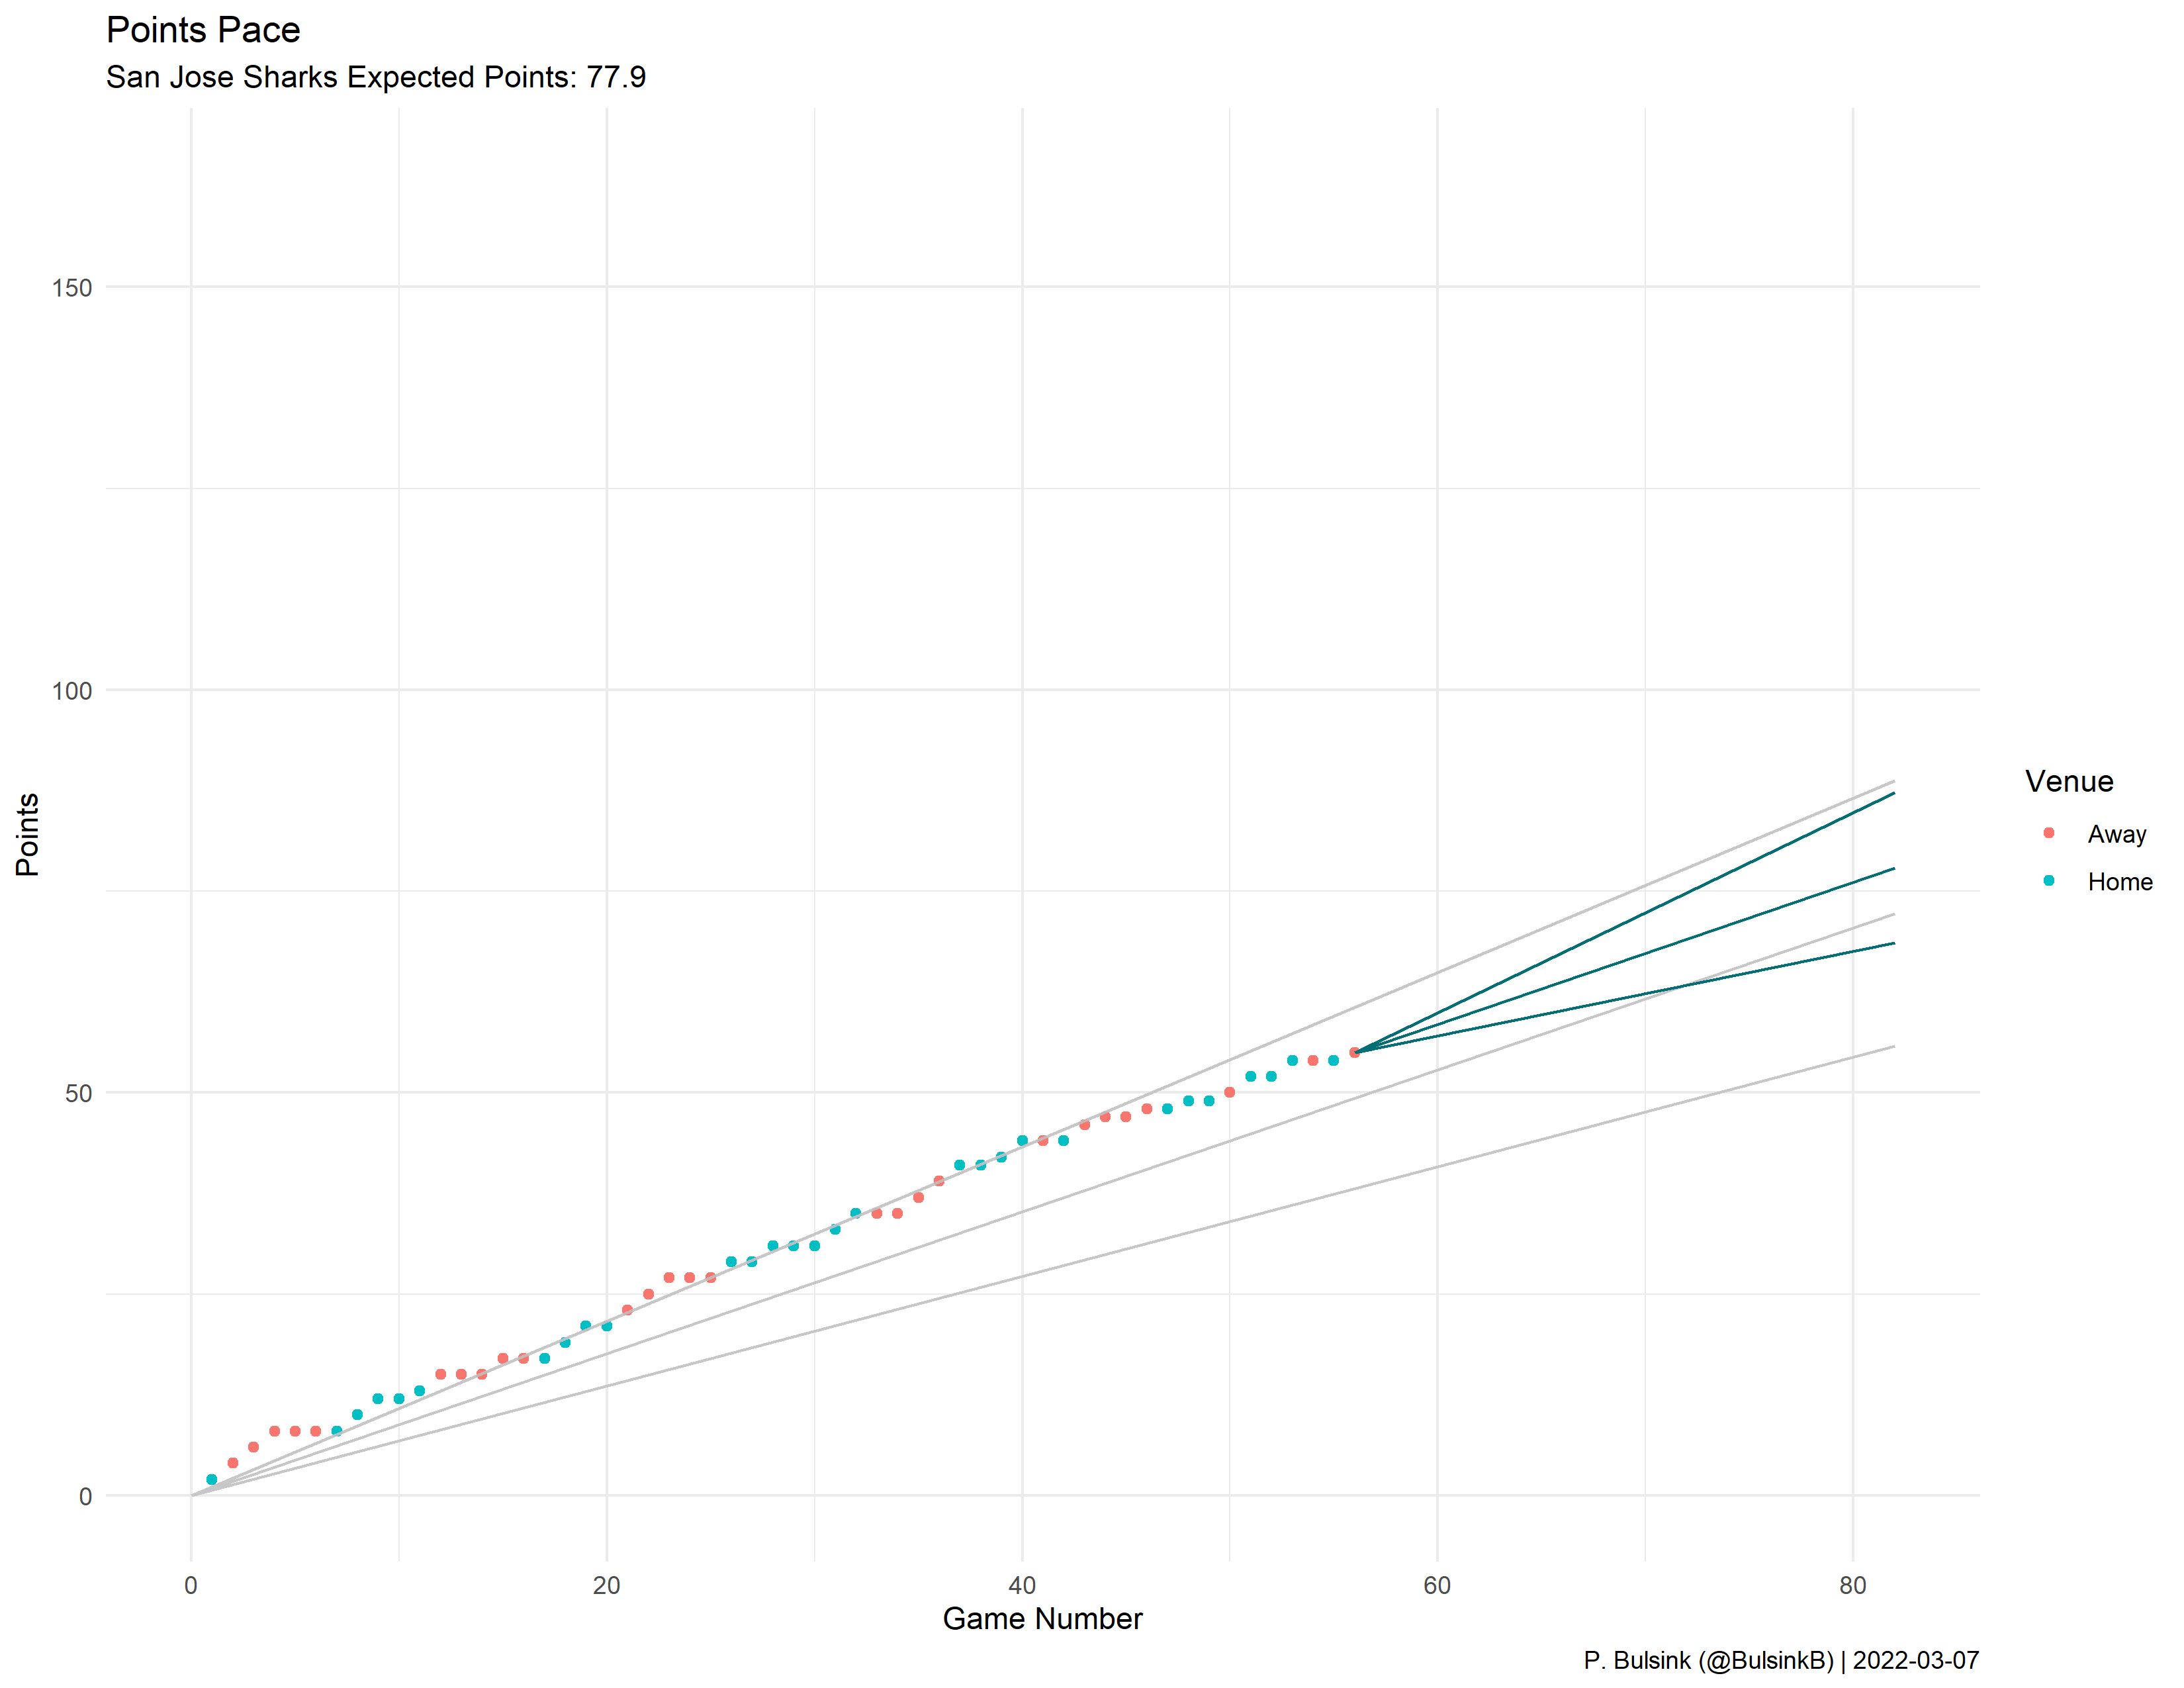 Points Pace
San Jose Sharks Expected Points: 77.9
150
100
50
0
Points
0 20 40 60 80
Game Number
Venue
Away
Home
P. Bulsink (@BulsinkB) | 2022-03-07